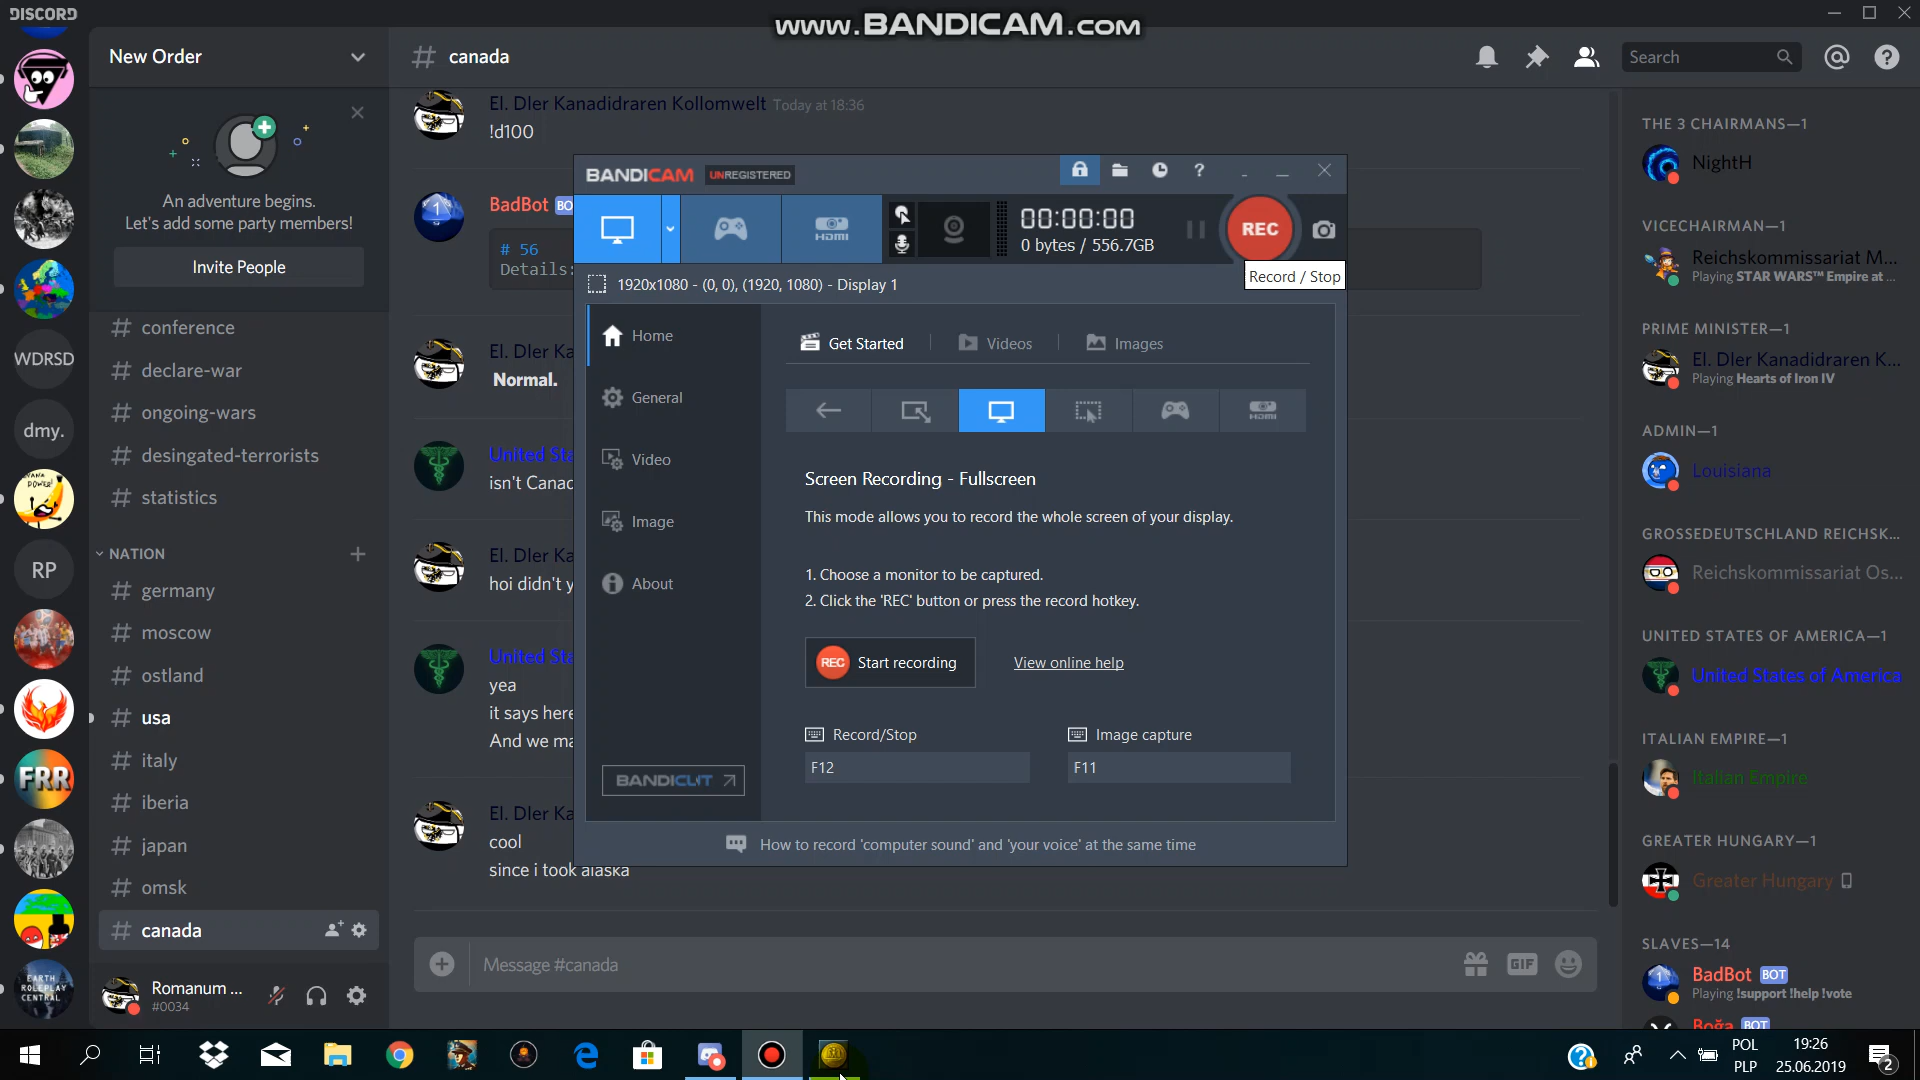 DISCORD
www.BANDICAM.com
New Order
canada
Search
An adventure begins.
Let's add some party members!
Invite People
conference
declare-war
ongoing-wars
desingated-terrorists
statistics
NATION
germany
moscow
ostland
usa
italy
iberia
japan
omsk
canada
Romanum ...
#0034
WDRSD
dmy.
RP
FRR
EARTH
ROLEPLAY
CENTRAL
El. Dler Kanadidraren Kollomwelt Today at 18:36
!d100
BadBot BO
# 56
Details:
El. Dler Ka
Normal.
United Sta
isn't Canad
El. Dler Ka
hoi didn't y
United Sta
yea
it says here
And we ma
El. Dler Ka
cool
since i took alaska
Message #canada
GIF
BANDICAM UNREGISTERED
HDMI
00:00:00
0 bytes / 556.7GB
REC
Record / Stop
1920x1080 - (0, 0), (1920, 1080) - Display 1
Home
General
Video
Image
About
BANDICUT
Get Started
Videos
Images
HDMI
Screen Recording - Fullscreen
This mode allows you to record the whole screen of your display.
1. Choose a monitor to be captured.
2. Click the 'REC' button or press the record hotkey.
REC Start recording
View online help
Record/Stop
F12
Image capture
F11
How to record 'computer sound' and 'your voice' at the same time
THE 3 CHAIRMANS—1
NightH
VICECHAIRMAN—1
Reichskommissariat M...
Playing STAR WARS™ Empire at ...
PRIME MINISTER—1
El. Dler Kanadidraren K...
Playing Hearts of Iron IV
ADMIN—1
Louisiana
GROSSEDEUTSCHLAND REICHSK...
Reichskommissariat Os...
UNITED STATES OF AMERICA—1
United States of America
ITALIAN EMPIRE—1
Italian Empire
GREATER HUNGARY—1
Greater Hungary
SLAVES—14
BadBot BOT
Playing !support !help !vote
Boğa BOT
POL
PLP
19:26
25.06.2019
2